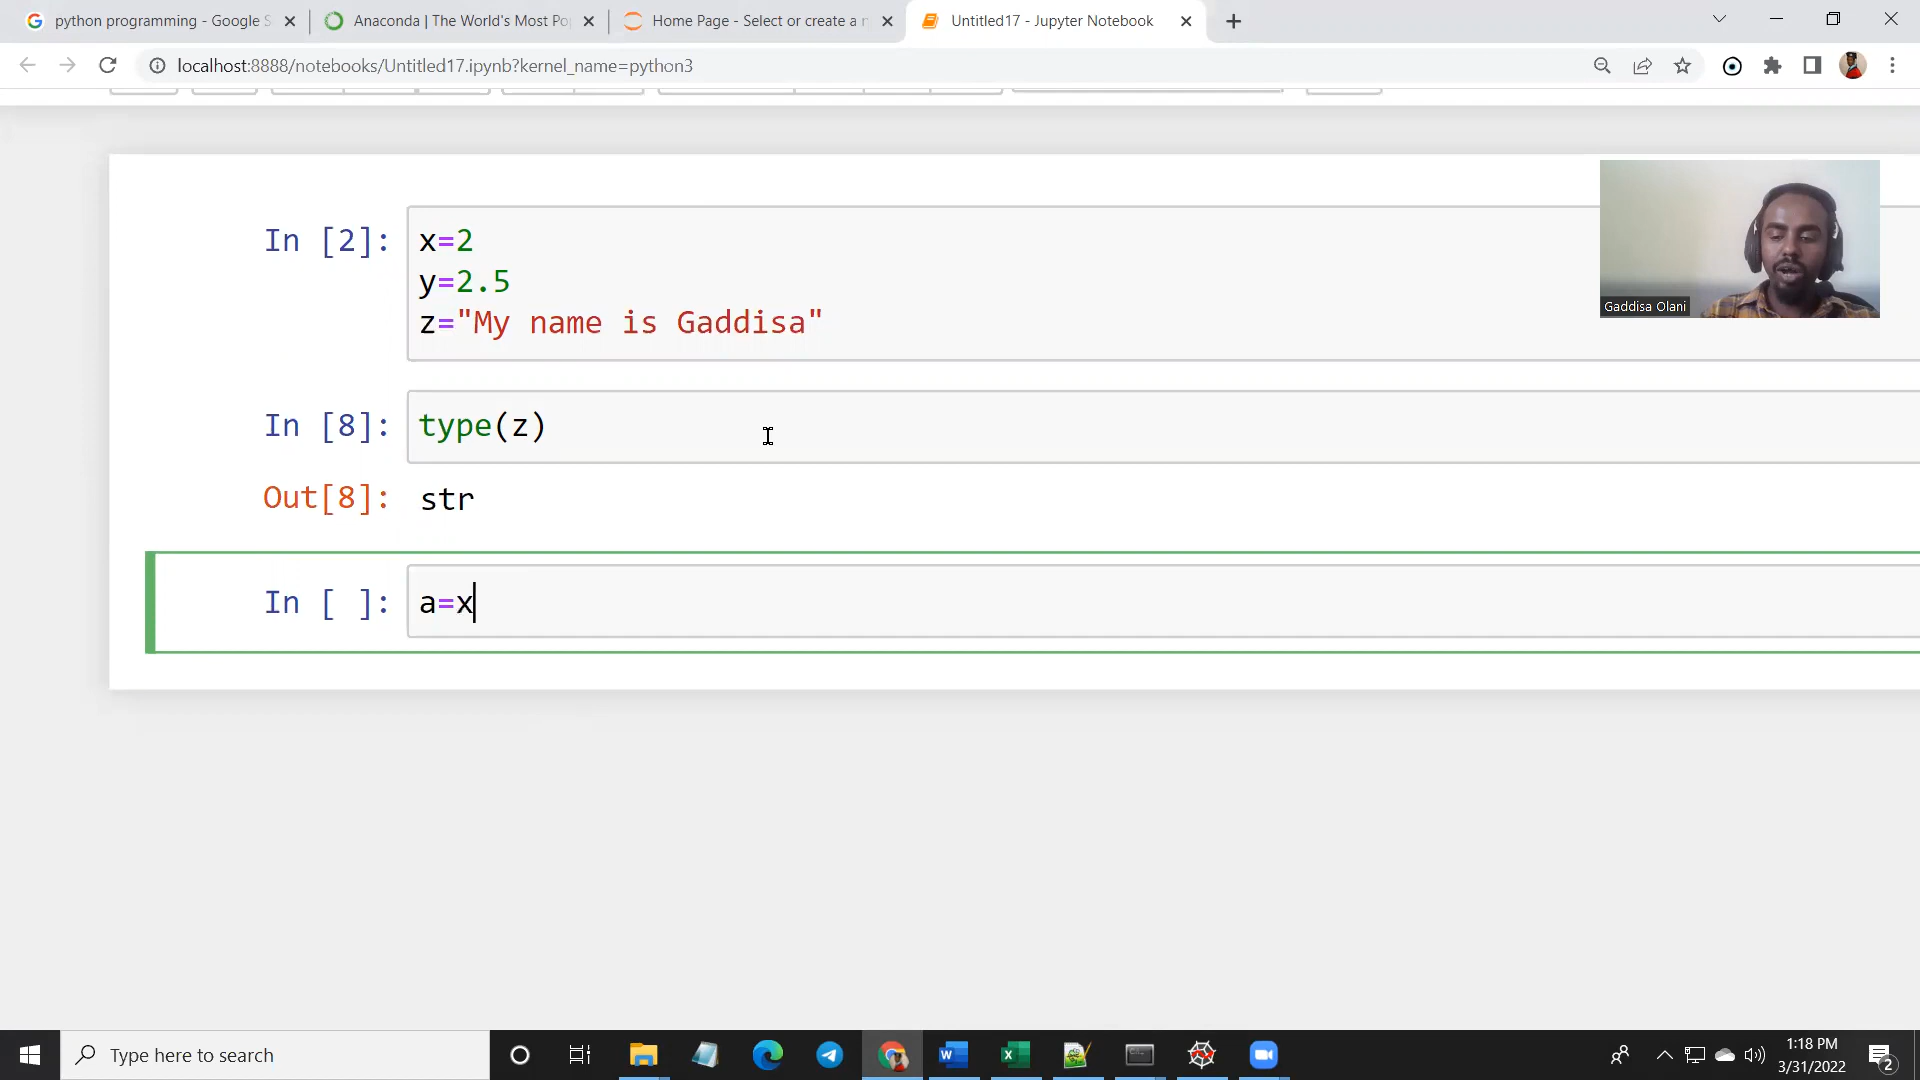 python programming - Google S
Anaconda | The World's Most Po
Home Page - Select or create a n
Untitled17 - Jupyter Notebook
localhost:8888/notebooks/Untitled17.ipynb?kernel_name=python3
In [2]:
x=2
y=2.5
z="My name is Gaddisa"
Gaddisa Olani
In [8]:
type(z)
Out[8]:
str
In [ ]:
a=x
Type here to search
1:18 PM
3/31/2022
2